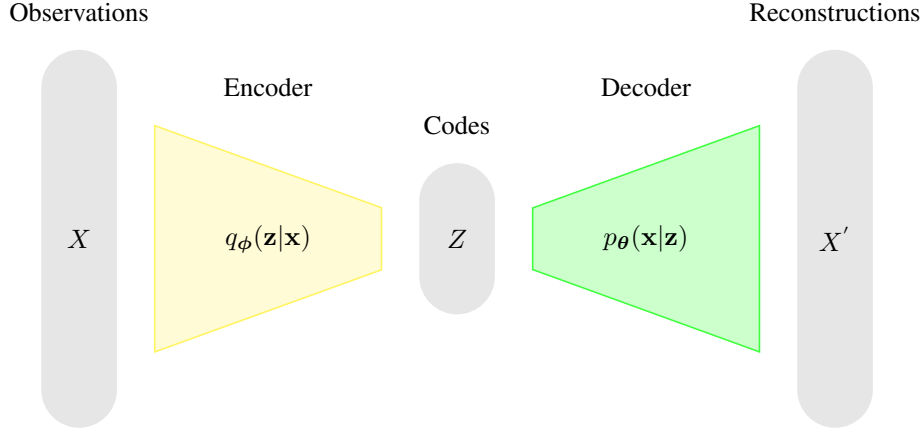 Observations
Reconstructions
Encoder
Decoder
Codes
X
qϕ(z|x)
Z
pθ(x|z)
X′